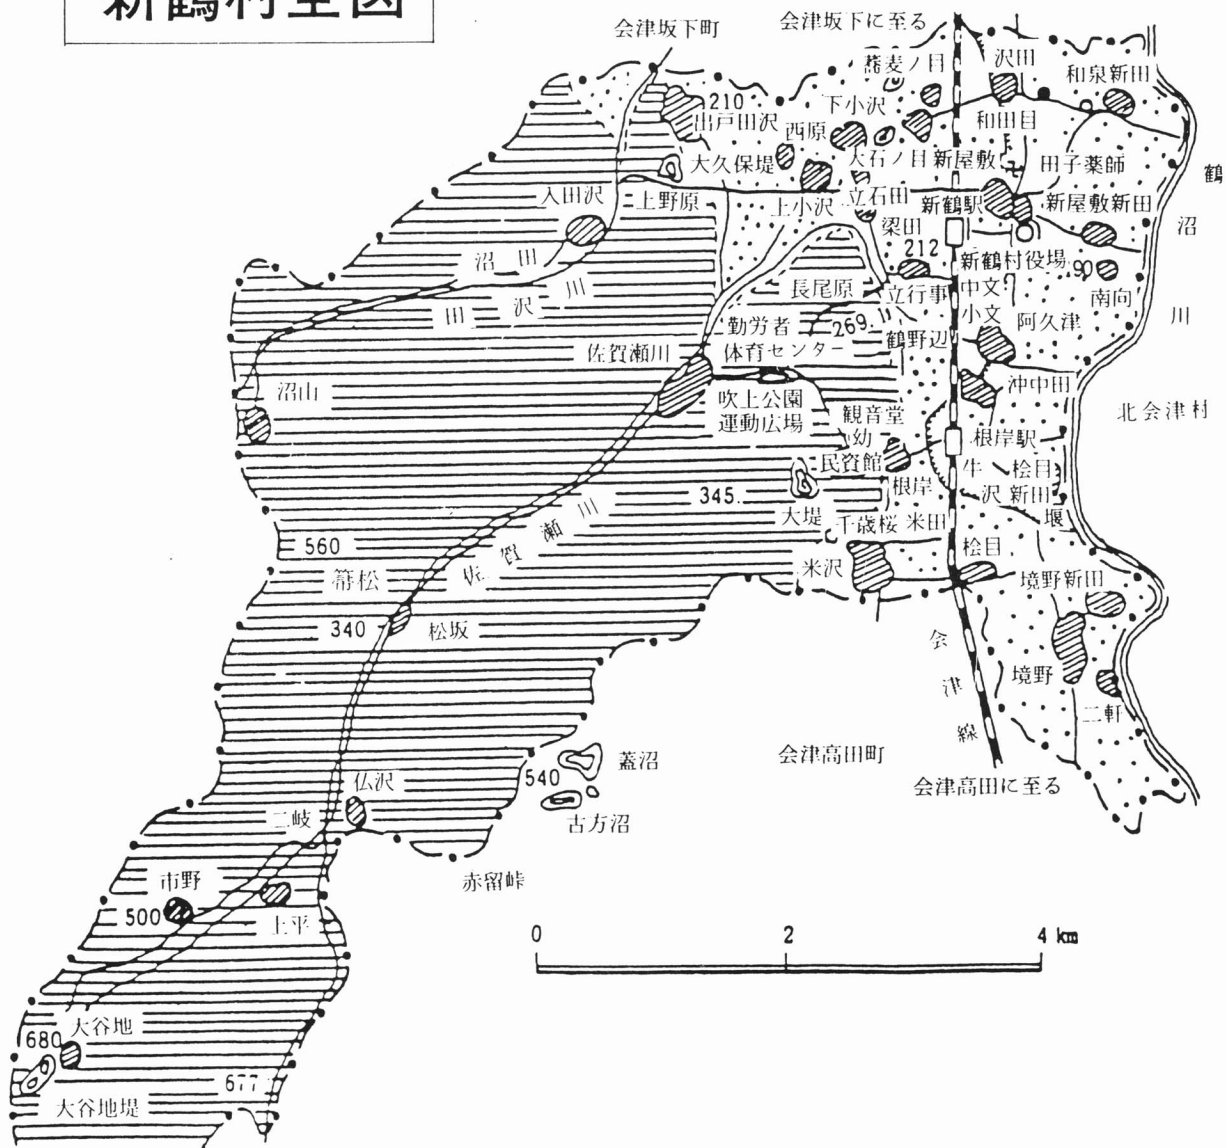 新鶴村全図
会津坂下町
会津坂下に至る
蕎麦ノ目
沢田
和泉新田
210
出戸田沢
下小沢
西原
和田目
大久保堤
大石ノ目
新屋敷
田子薬師
鶴沼川
入田沢
上野原
上小沢
立石田
新鶴駅
新屋敷新田
梁田
212
沼田
新鶴村役場
190
田沢川
長尾原
立行事
中文
南向
小文
阿久津
勤労者
体育センター
269.1
鶴野辺
佐賀瀬川
沼山
吹上公園
運動広場
沖中田
北会津村
観音堂
幼
民資館
根岸駅
根岸
牛沢
桧目
新田
堰
345.
大堤
千歳桜
米田
560
佐賀瀬川
米沢
桧目
境野新田
箒松
340
松坂
会津線
境野
二軒
540
蓋沼
会津高田町
会津高田に至る
仏沢
二岐
古方沼
市野
赤留峠
500
上平
0
2
4 km
大谷地
680
677
大谷地堤